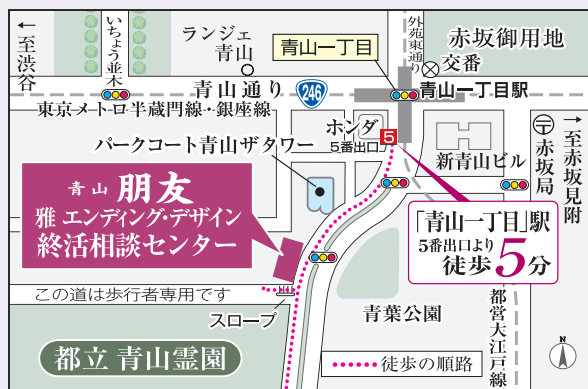 ←至渋谷
いちょう並木
ランジェ
青山
青山一丁目
外苑東通り
交番
赤坂御用地
青山通り
246
青山一丁目駅
東京メトロ半蔵門線・銀座線
ホンダ
5番出口
5
パークコート青山ザタワー
新青山ビル
赤坂局
→至赤坂見附
青山 朋友
雅 エンディング・デザイン
終活相談センター
「青山一丁目」駅
5番出口より
徒歩5分
この道は歩行者専用です
スロープ
青葉公園
都営大江戸線
都立 青山霊園
徒歩の順路
N